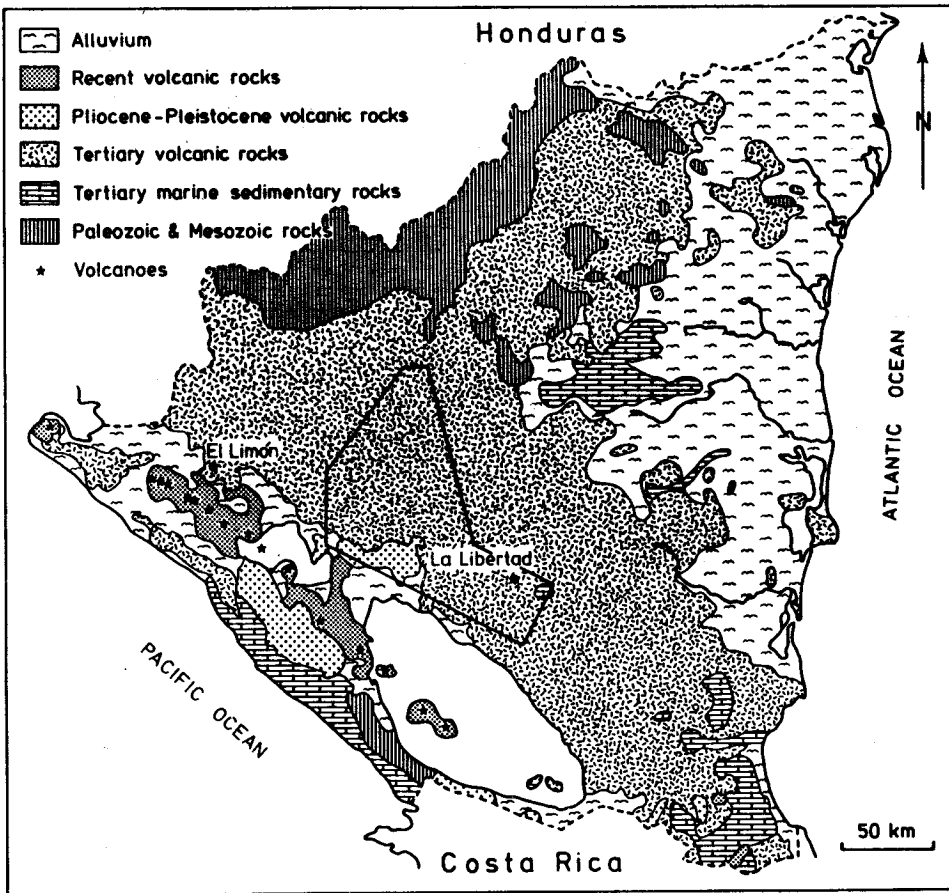 Honduras
Alluvium
Recent volcanic rocks
Pliocene-Pleistocene volcanic rocks
Tertiary volcanic rocks
Tertiary marine sedimentary rocks
Paleozoic & Mesozoic rocks
Volcanoes
N
El Limón
La Libertad
ATLANTIC OCEAN
PACIFIC OCEAN
50 km
Costa Rica